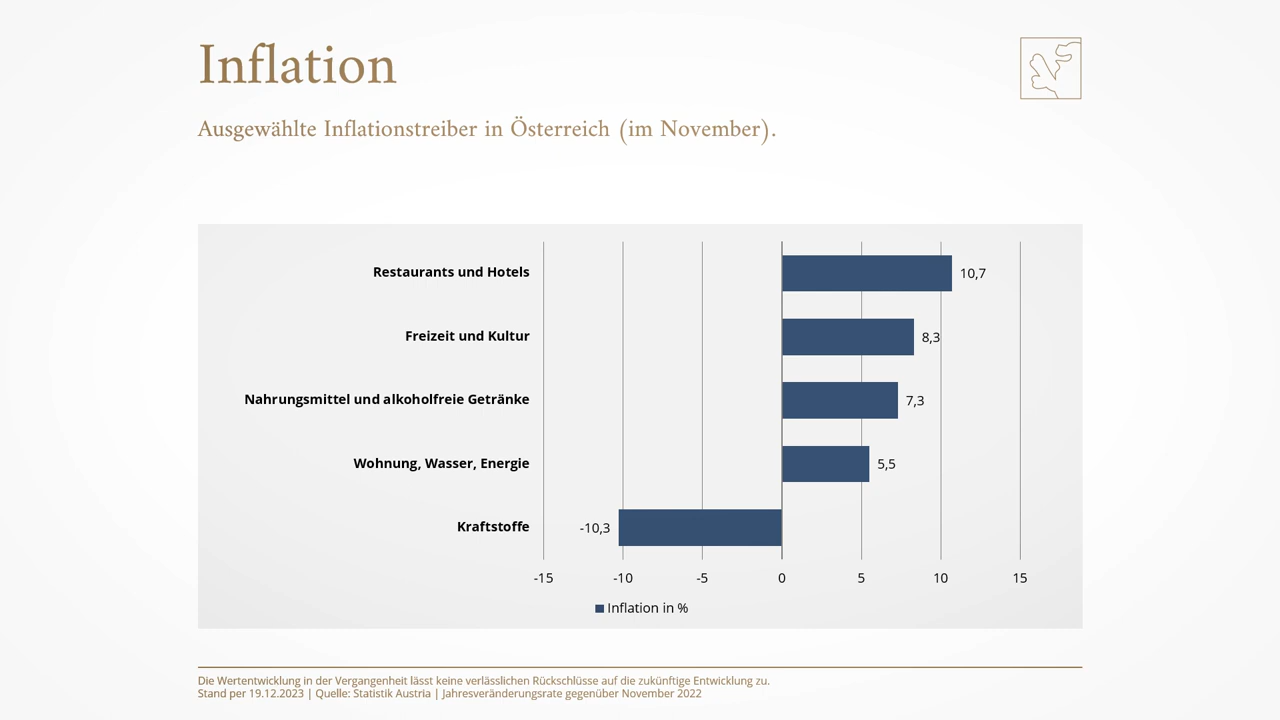 Inflation
Ausgewählte Inflationstreiber in Österreich (im November).
Restaurants und Hotels
10,7
Freizeit und Kultur
8,3
Nahrungsmittel und alkoholfreie Getränke
7,3
Wohnung, Wasser, Energie
5,5
Kraftstoffe
-10,3
-15 -10 -5 0 5 10 15
Inflation in %
Die Wertentwicklung in der Vergangenheit lässt keine verlässlichen Rückschlüsse auf die zukünftige Entwicklung zu.
Stand per 19.12.2023 | Quelle: Statistik Austria | Jahresveränderungsrate gegenüber November 2022